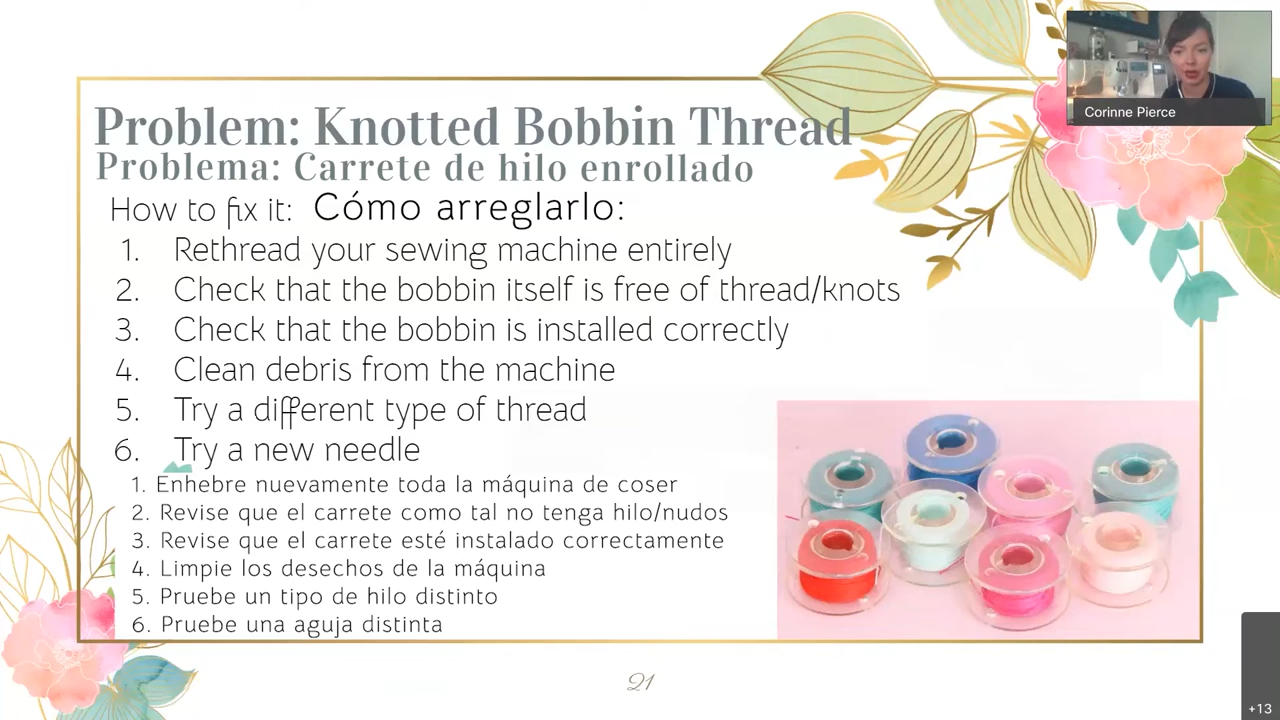 Corinne Pierce
Problem: Knotted Bobbin Thread
Problema: Carrete de hilo enrollado
How to fix it: Cómo arreglarlo:
1. Rethread your sewing machine entirely
2. Check that the bobbin itself is free of thread/knots
3. Check that the bobbin is installed correctly
4. Clean debris from the machine
5. Try a different type of thread
6. Try a new needle
1. Enhebre nuevamente toda la máquina de coser
2. Revise que el carrete como tal no tenga hilo/nudos
3. Revise que el carrete esté instalado correctamente
4. Limpie los desechos de la máquina
5. Pruebe un tipo de hilo distinto
6. Pruebe una aguja distinta
21
+13